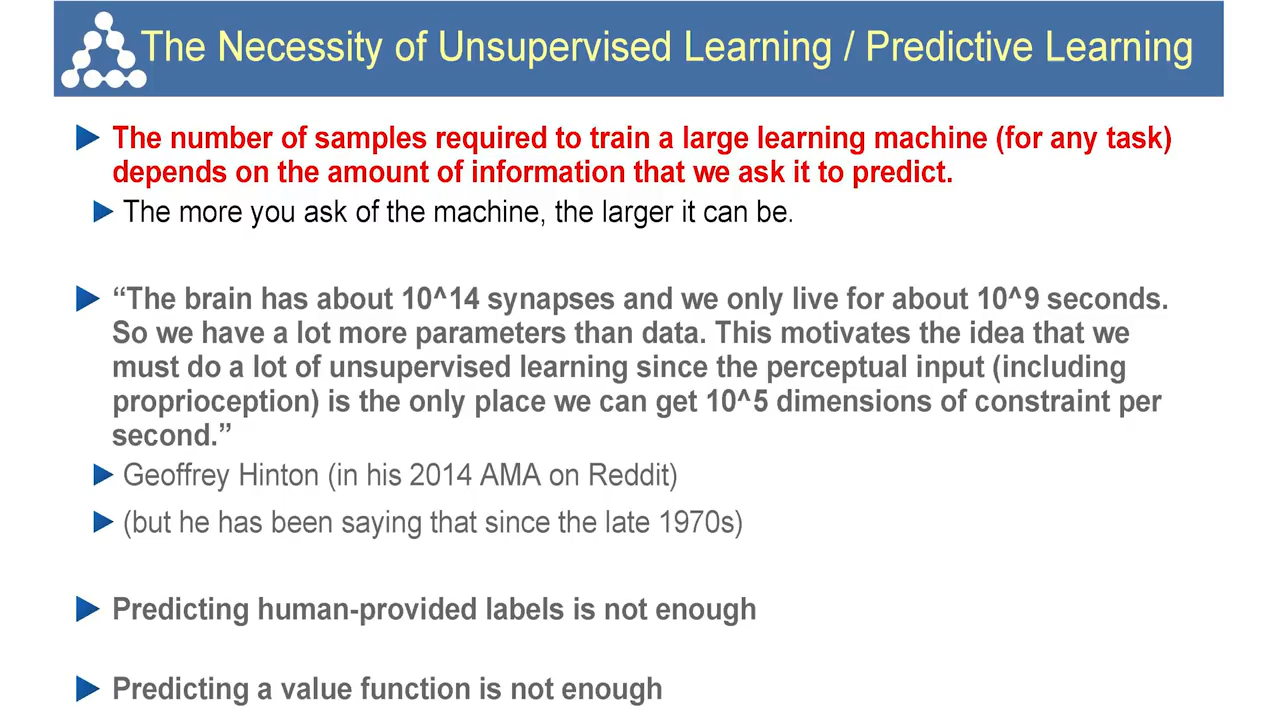 The Necessity of Unsupervised Learning / Predictive Learning
The number of samples required to train a large learning machine (for any task)
depends on the amount of information that we ask it to predict.
The more you ask of the machine, the larger it can be.
“The brain has about 10^14 synapses and we only live for about 10^9 seconds.
So we have a lot more parameters than data. This motivates the idea that we
must do a lot of unsupervised learning since the perceptual input (including
proprioception) is the only place we can get 10^5 dimensions of constraint per
second.”
Geoffrey Hinton (in his 2014 AMA on Reddit)
(but he has been saying that since the late 1970s)
Predicting human-provided labels is not enough
Predicting a value function is not enough